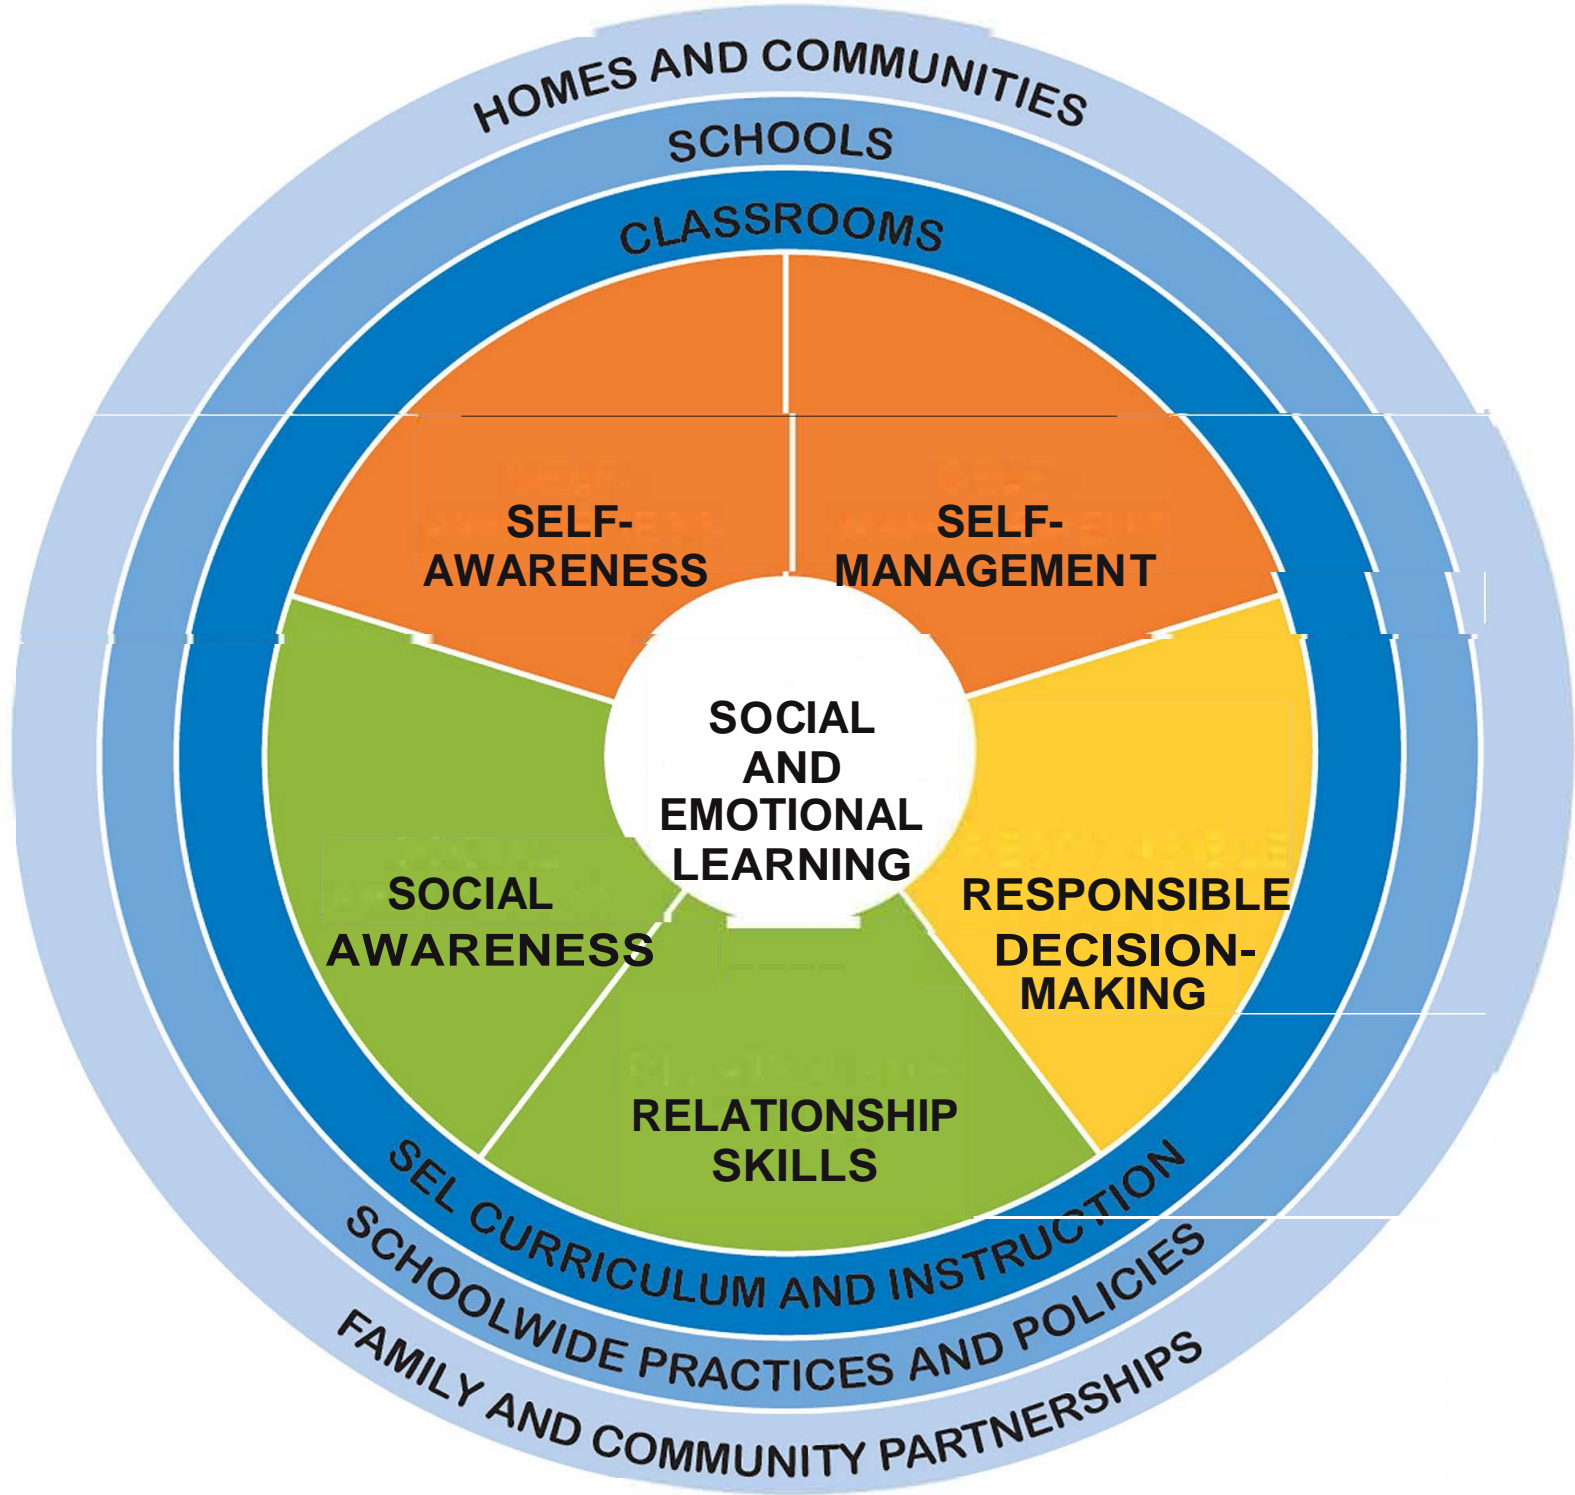 HOMES AND COMMUNITIES
SCHOOLS
CLASSROOMS
SELF-
AWARENESS
SELF-
MANAGEMENT
SOCIAL
AND
EMOTIONAL
LEARNING
SOCIAL
AWARENESS
RESPONSIBLE
DECISION-
MAKING
RELATIONSHIP
SKILLS
SEL CURRICULUM AND INSTRUCTION
SCHOOLWIDE PRACTICES AND POLICIES
FAMILY AND COMMUNITY PARTNERSHIPS